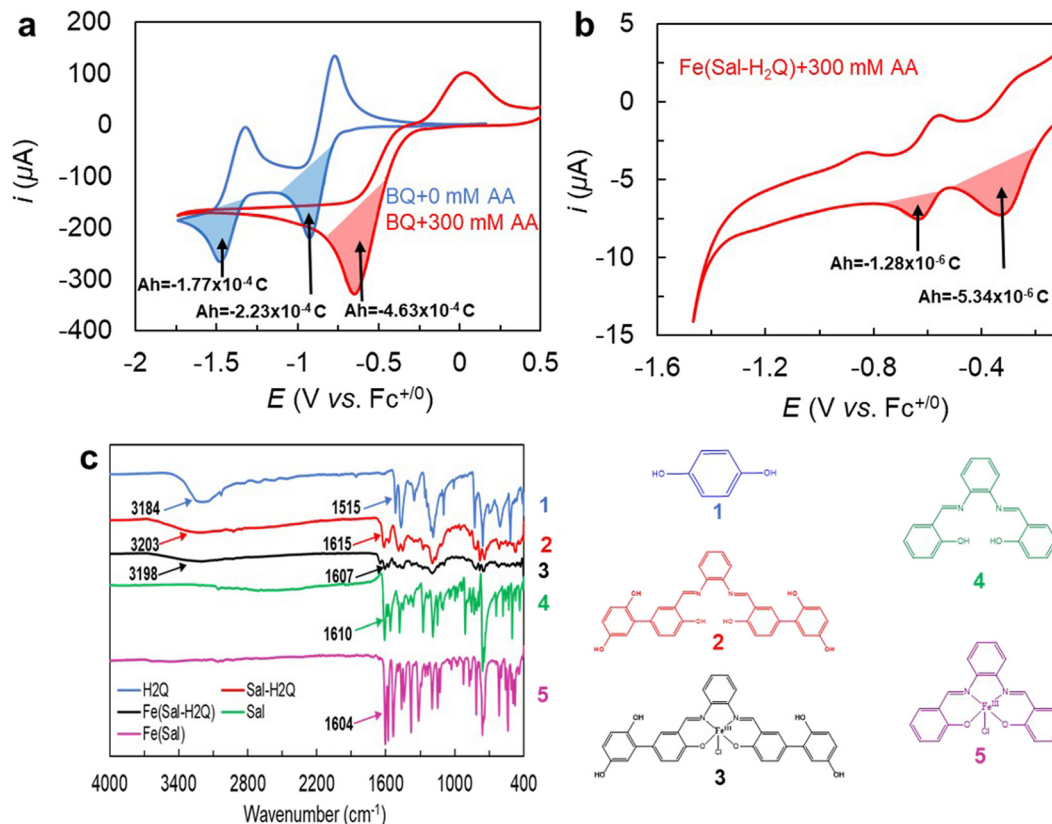 a
200
100
0
-100
-200
-300
-400
i (μA)
BQ+0 mM AA
BQ+300 mM AA
Ah=-1.77x10⁻⁴ C
Ah=-2.23x10⁻⁴ C
Ah=-4.63x10⁻⁴ C
-2 -1.5 -1 -0.5 0 0.5
E (V vs. Fc⁺/⁰)
b
5
0
-5
-10
-15
i (μA)
Fe(Sal-H₂Q)+300 mM AA
Ah=-1.28x10⁻⁶ C
Ah=-5.34x10⁻⁶ C
-1.6 -1.2 -0.8 -0.4
E (V vs. Fc⁺/⁰)
c
3184
1515
1
3203
1615
2
3198
1607
3
1610
4
1604
5
H2Q
Sal-H2Q
Fe(Sal-H2Q)
Sal
Fe(Sal)
4000 3400 2800 2200 1600 1000 400
Wavenumber (cm⁻¹)
HO
OH
1
N
N
OH
HO
4
N
N
OH
HO
OH
OH
HO
OH
2
OH
N
N
HO
Feᴵᴵᴵ
O
O
Cl
HO
OH
3
N
N
Feᴵᴵᴵ
O
O
Cl
5